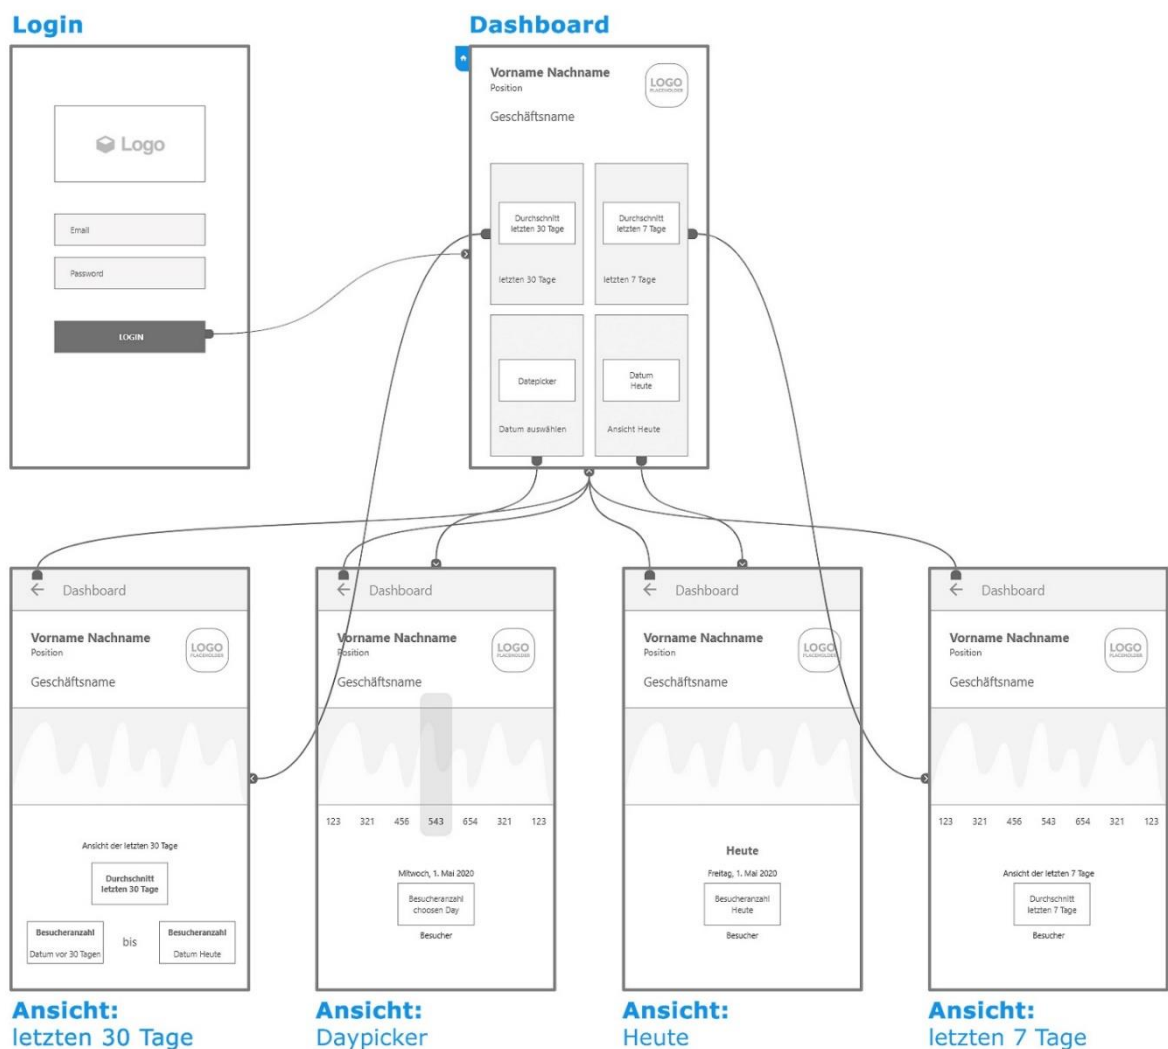 Login
Logo
Email
Password
LOGIN
Dashboard
Vorname Nachname
Position
Geschäftsname
LOGO
PLACEHOLDER
Durchschnitt
letzten 30 Tage
letzten 30 Tage
Durchschnitt
letzten 7 Tage
letzten 7 Tage
Datepicker
Datum auswählen
Datum
Heute
Ansicht Heute
Dashboard
Vorname Nachname
Position
Geschäftsname
LOGO
PLACEHOLDER
Ansicht der letzten 30 Tage
Durchschnitt
letzten 30 Tage
Besucheranzahl
Datum vor 30 Tagen
bis
Besucheranzahl
Datum Heute
Ansicht:
letzten 30 Tage
Dashboard
Vorname Nachname
Position
Geschäftsname
LOGO
PLACEHOLDER
123 321 456 543 654 321 123
Mitwoch, 1. Mai 2020
Besucheranzahl
choosen Day
Besucher
Ansicht:
Daypicker
Dashboard
Vorname Nachname
Position
Geschäftsname
LOGO
PLACEHOLDER
Heute
Freitag, 1. Mai 2020
Besucheranzahl
Heute
Besucher
Ansicht:
Heute
Dashboard
Vorname Nachname
Position
Geschäftsname
LOGO
PLACEHOLDER
123 321 456 543 654 321 123
Ansicht der letzten 7 Tage
Durchschnitt
letzten 7 Tage
Besucher
Ansicht:
letzten 7 Tage